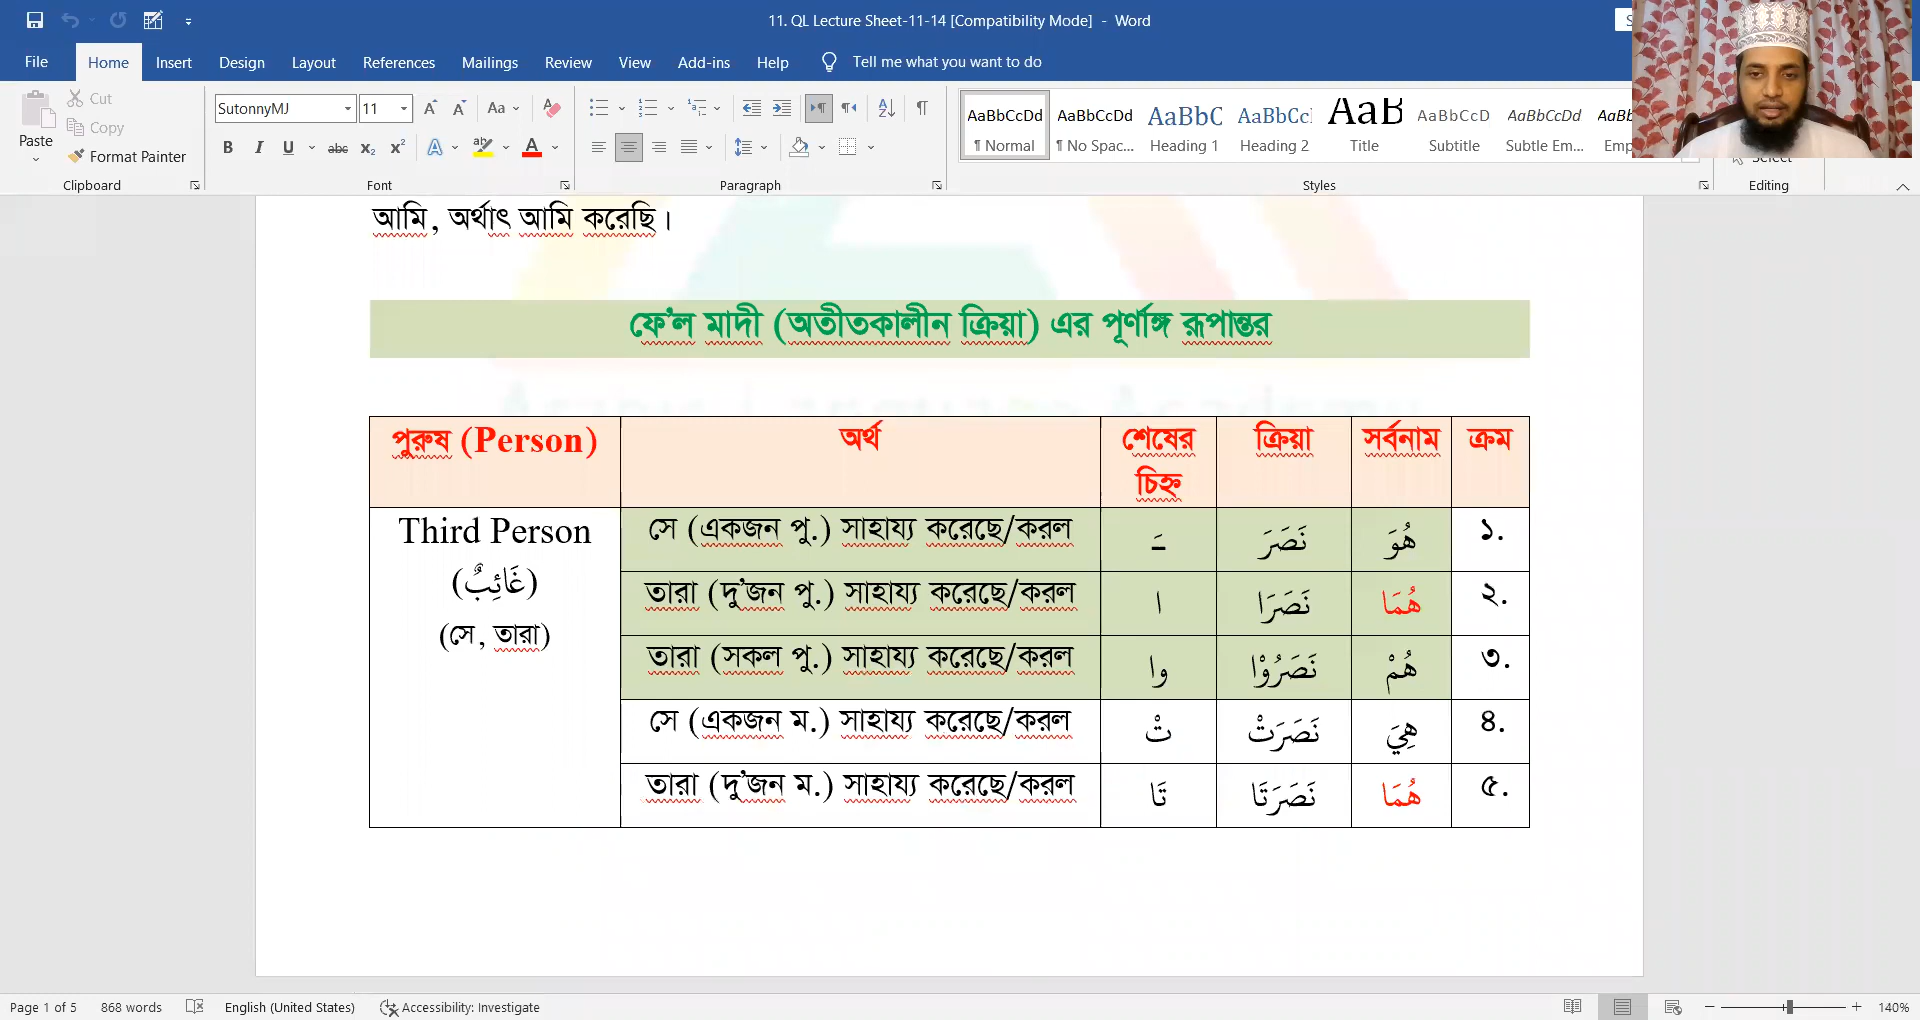 11. QL Lecture Sheet-11-14 [Compatibility Mode] - Word
File Home Insert Design Layout References Mailings Review View Add-ins Help Tell me what you want to do
Paste
Cut
Copy
Format Painter
Clipboard
SutonnyMJ 11
Font
Paragraph
AaBbCcDd AaBbCcDd AaBbC AaBbCc AaB AaBbCcD AaBbCcDd AaBb
¶ Normal ¶ No Spac... Heading 1 Heading 2 Title Subtitle Subtle Em... Emp
Styles
Select
Editing
আমি, অর্থাৎ আমি করেছি।
ফে’ল মাদী (অতীতকালীন ক্রিয়া) এর পূর্ণাঙ্গ রূপান্তর
পুরুষ (Person) অর্থ শেষের চিহ্ন ক্রিয়া সর্বনাম ক্রম
Third Person
(غَائِبٌ)
(সে, তারা)
সে (একজন পু.) সাহায্য করেছে/করল ـَ نَصَرَ هُوَ ১.
তারা (দু’জন পু.) সাহায্য করেছে/করল ا نَصَرَا هُمَا ২.
তারা (সকল পু.) সাহায্য করেছে/করল وا نَصَرُوْا هُمْ ৩.
সে (একজন ম.) সাহায্য করেছে/করল تْ نَصَرَتْ هِيَ ৪.
তারা (দু’জন ম.) সাহায্য করেছে/করল تَا نَصَرَتَا هُمَا ৫.
Page 1 of 5 868 words English (United States) Accessibility: Investigate 140%